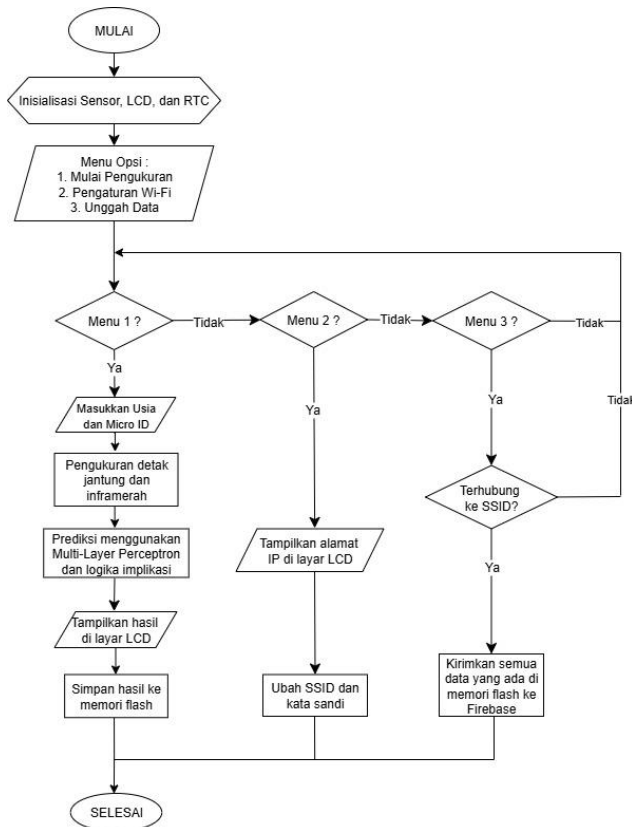 MULAI
Inisialisasi Sensor, LCD, dan RTC
Menu Opsi :
1. Mulai Pengukuran
2. Pengaturan Wi-Fi
3. Unggah Data
Menu 1 ?
Tidak
Menu 2 ?
Tidak
Menu 3 ?
Tidak
Ya
Masukkan Usia
dan Micro ID
Pengukuran detak
jantung dan
inframerah
Prediksi menggunakan
Multi-Layer Perceptron
dan logika implikasi
Tampilkan hasil
di layar LCD
Simpan hasil ke
memori flash
Ya
Tampilkan alamat
IP di layar LCD
Ubah SSID dan
kata sandi
Ya
Terhubung
ke SSID?
Tidak
Ya
Kirimkan semua
data yang ada di
memori flash ke
Firebase
SELESAI